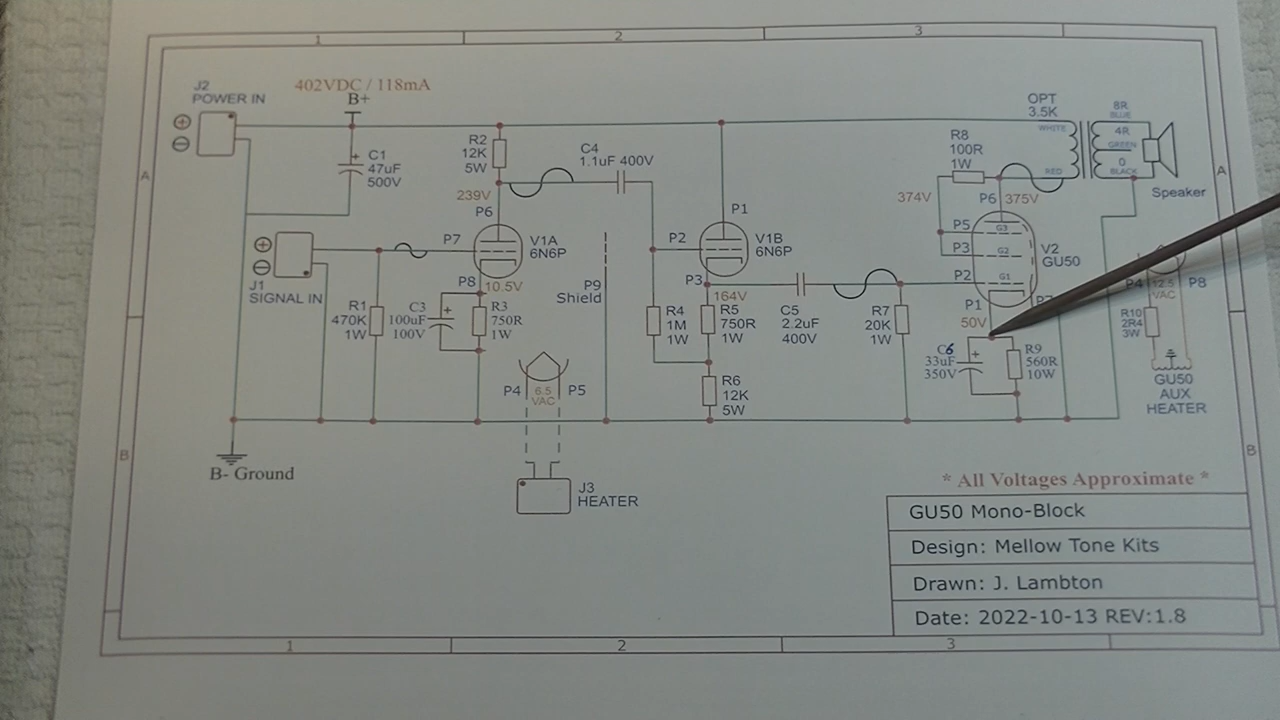 1
2
3
J2
POWER IN
402VDC / 118mA
B+
C1
47uF
500V
A
R2
12K
5W
C4
1.1uF 400V
239V
P6
P7
V1A
6N6P
P8
10.5V
J1
SIGNAL IN
R1
470K
1W
C3
100uF
100V
R3
750R
1W
P4
6.5
VAC
P5
P9
Shield
P1
P2
V1B
6N6P
P3
164V
R4
1M
1W
R5
750R
1W
R6
12K
5W
C5
2.2uF
400V
R7
20K
1W
OPT
3.5K
WHITE
RED
8R
BLUE
4R
GREEN
0
BLACK
Speaker
A
R8
100R
1W
374V
P6
375V
P5
P3
P2
G3
G2
G1
V2
GU50
P1
50V
C6
33uF
350V
R9
560R
10W
P4
12.5
VAC
P8
R10
2R4
3W
GU50
AUX
HEATER
B
B- Ground
J3
HEATER
B
* All Voltages Approximate *
GU50 Mono-Block
Design: Mellow Tone Kits
Drawn: J. Lambton
Date: 2022-10-13 REV:1.8
1
2
3